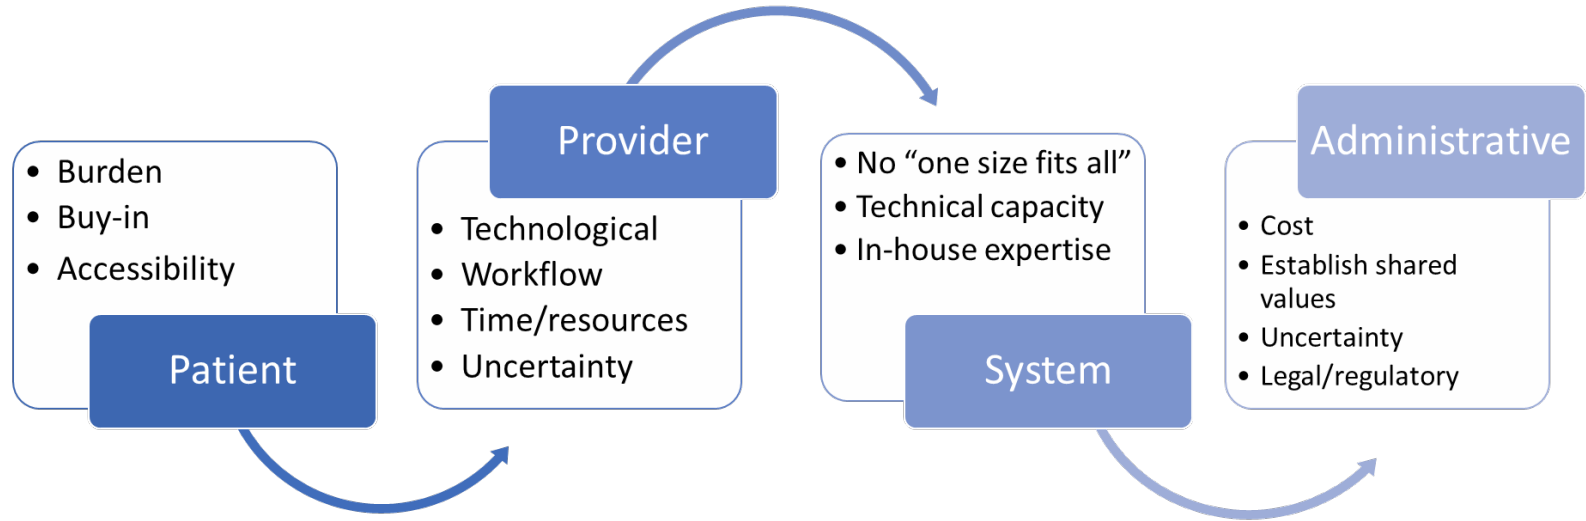 • Burden
• Buy-in
• Accessibility
Patient
Provider
• Technological
• Workflow
• Time/resources
• Uncertainty
• No “one size fits all”
• Technical capacity
• In-house expertise
System
Administrative
• Cost
• Establish shared
values
• Uncertainty
• Legal/regulatory